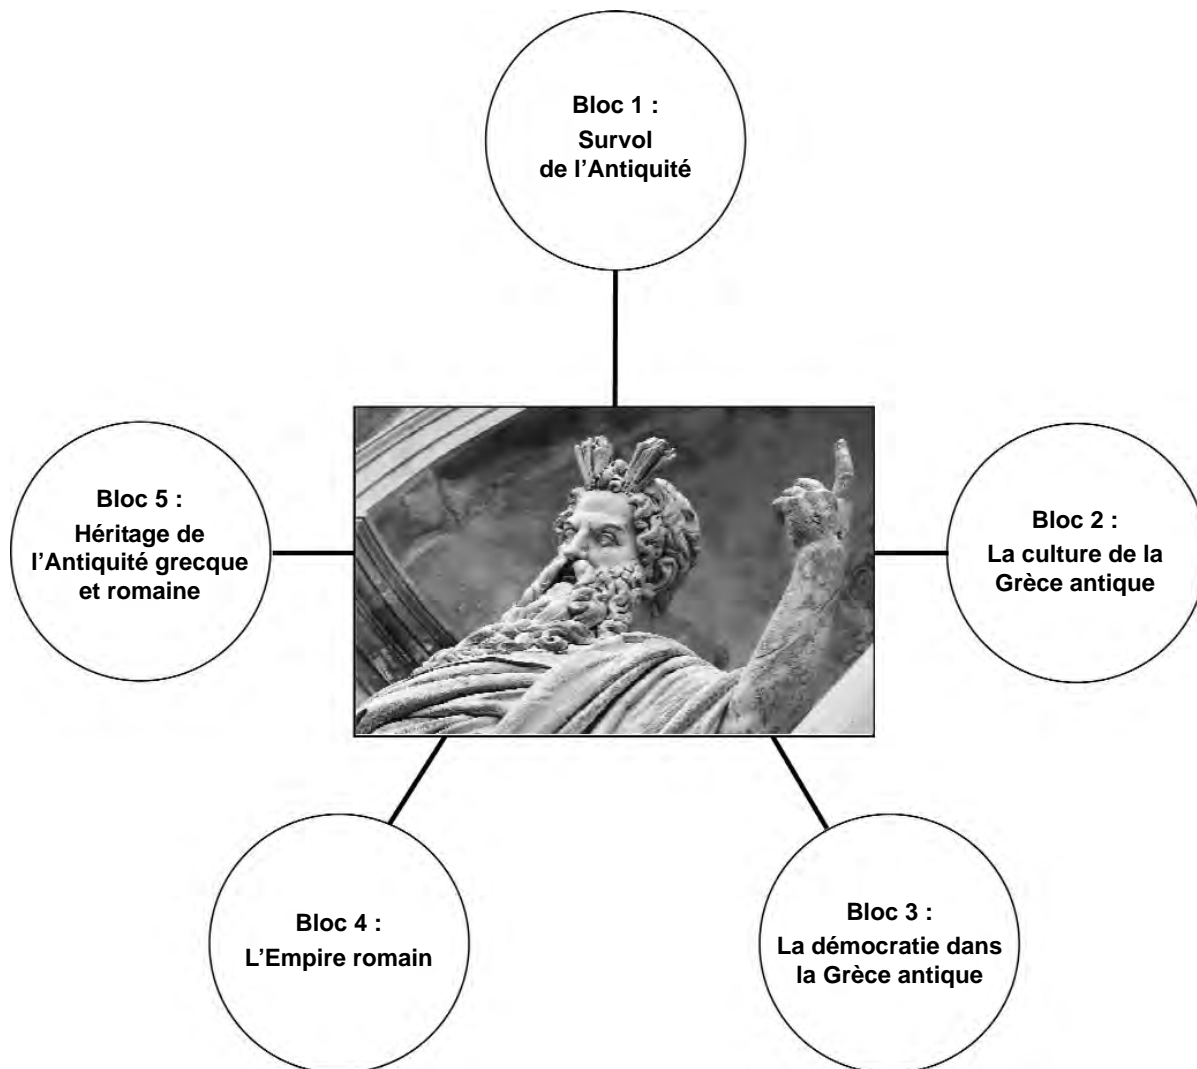 Bloc 1 :
Survol
de l’Antiquité
Bloc 2 :
La culture de la
Grèce antique
Bloc 3 :
La démocratie dans
la Grèce antique
Bloc 4 :
L’Empire romain
Bloc 5 :
Héritage de
l’Antiquité grecque
et romaine